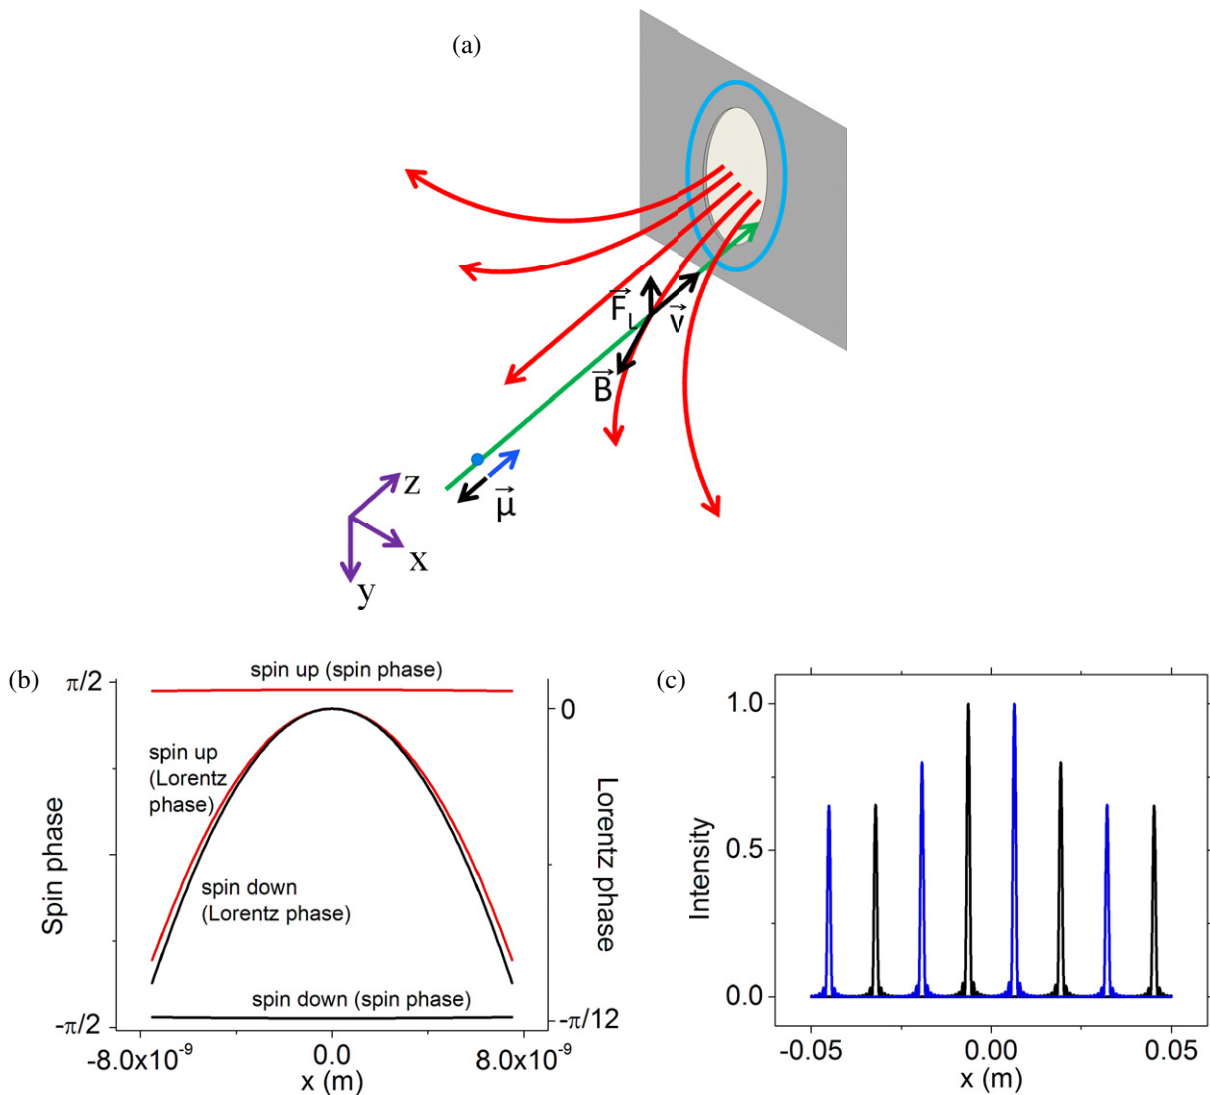 (a)
F⃗L
v⃗
B⃗
μ⃗
z
x
y
(b)
π/2
spin up (spin phase)
0
spin up
(Lorentz
phase)
Spin phase
spin down
(Lorentz phase)
Lorentz phase
spin down (spin phase)
-π/2
-π/12
-8.0x10⁻⁹
0.0
8.0x10⁻⁹
x (m)
(c)
1.0
Intensity
0.5
0.0
-0.05
0.00
0.05
x (m)